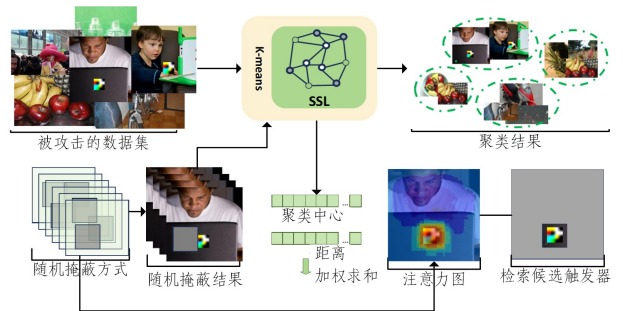 K-means
SSL
被攻击的数据集
聚类结果
聚类中心
距离
加权求和
随机掩蔽方式
随机掩蔽结果
注意力图
检索候选触发器